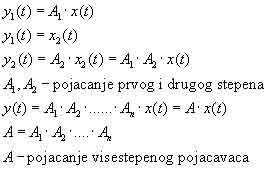 y₁(t) = A₁· x(t)
y₁(t) = x₂(t)
y₂(t) = A₂· x₂(t) = A₁· A₂· x(t)
A₁, A₂ − pojacanje prvog i drugog stepena
y(t) = A₁· A₂· ......· Aₙ· x(t) = A· x(t)
A = A₁· A₂· ....· Aₙ
A − pojacanje visestepenog pojacavaca